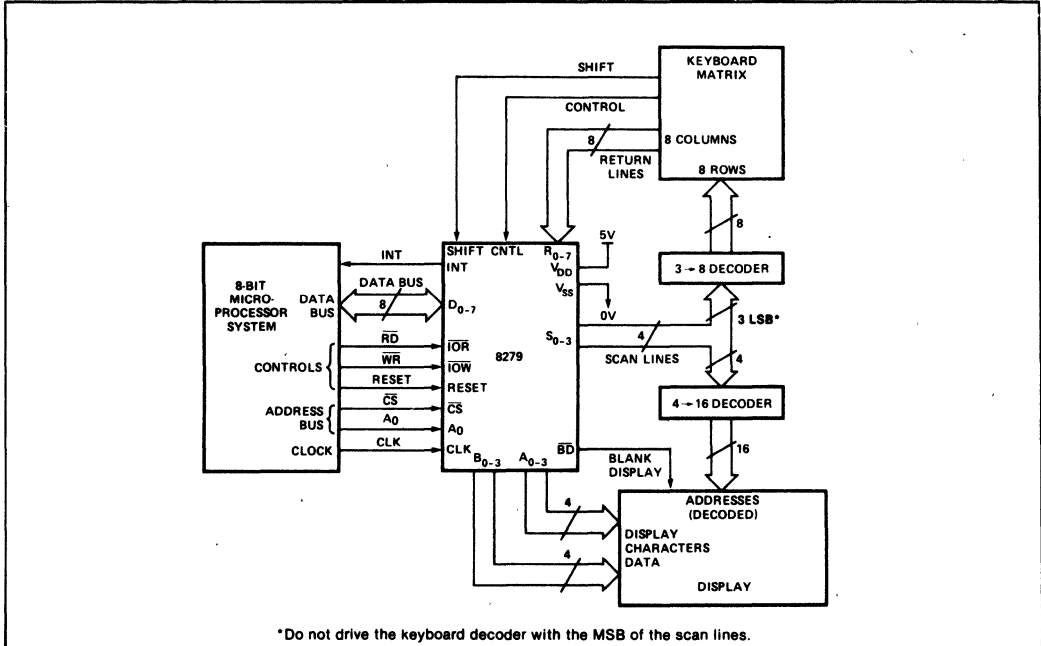 SHIFT
KEYBOARD
MATRIX
CONTROL
8
8 COLUMNS
RETURN
LINES
8 ROWS
8
5V
SHIFT CNTL R0-7
INT
INT
VDD
3 → 8 DECODER
8-BIT
MICRO-
PROCESSOR
SYSTEM
DATA
BUS
DATA BUS
8
D0-7
VSS
0V
3 LSB*
S0-3
4
SCAN LINES
4
CONTROLS
RD
IOR
8279
WR
IOW
RESET
RESET
4 → 16 DECODER
ADDRESS
BUS
CS
CS
A0
A0
16
CLOCK
CLK
CLK
B0-3
A0-3
BD
BLANK
DISPLAY
ADDRESSES
(DECODED)
4
DISPLAY
CHARACTERS
DATA
4
DISPLAY
*Do not drive the keyboard decoder with the MSB of the scan lines.